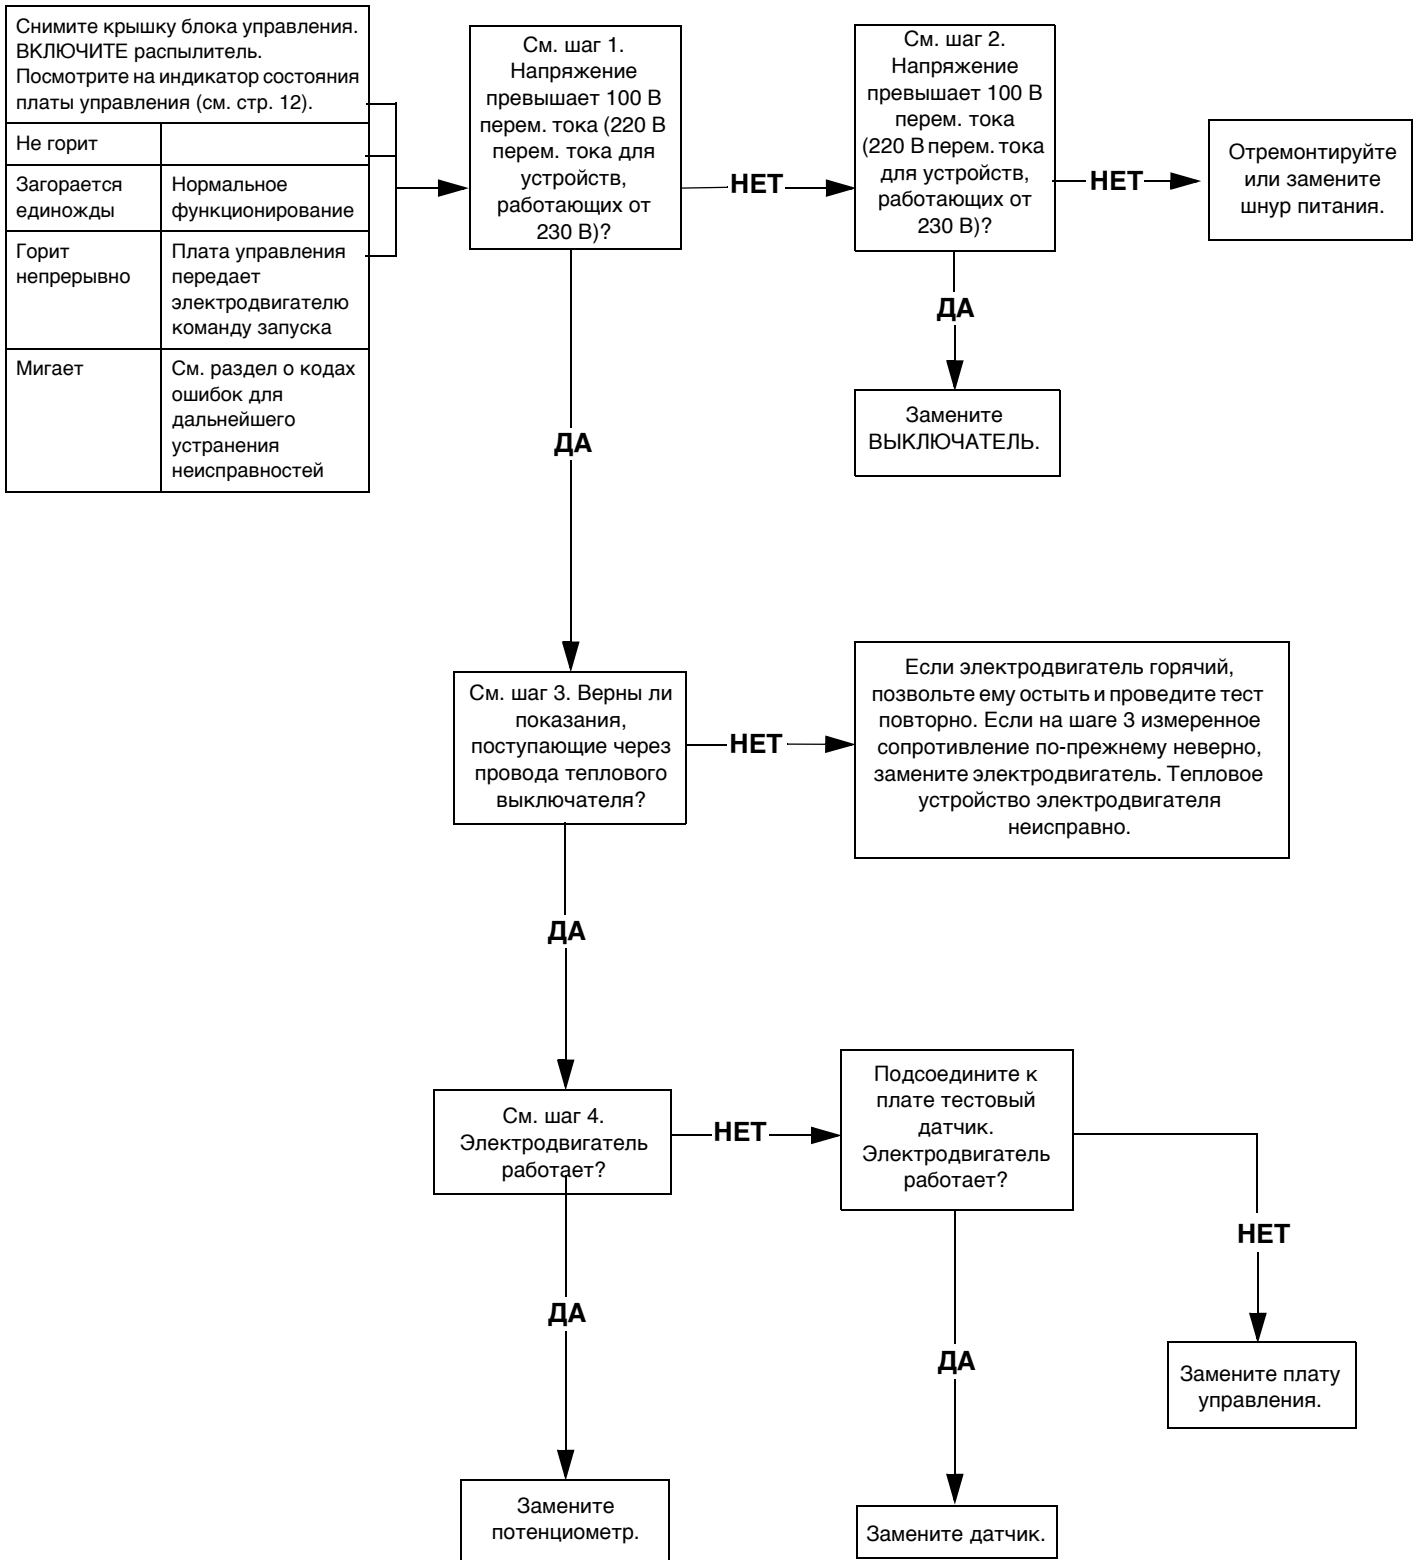 Снимите крышку блока управления.
ВКЛЮЧИТЕ распылитель.
Посмотрите на индикатор состояния
платы управления (см. стр. 12).
Не горит
Загорается
единожды
Нормальное
функционирование
Горит
непрерывно
Плата управления
передает
электродвигателю
команду запуска
Мигает
См. раздел о кодах
ошибок для
дальнейшего
устранения
неисправностей
См. шаг 1.
Напряжение
превышает 100 В
перем. тока (220 В
перем. тока для
устройств,
работающих от
230 В)?
НЕТ
См. шаг 2.
Напряжение
превышает 100 В
перем. тока
(220 В перем. тока
для устройств,
работающих от
230 В)?
НЕТ
Отремонтируйте
или замените
шнур питания.
ДА
Замените
ВЫКЛЮЧАТЕЛЬ.
ДА
См. шаг 3. Верны ли
показания,
поступающие через
провода теплового
выключателя?
НЕТ
Если электродвигатель горячий,
позвольте ему остыть и проведите тест
повторно. Если на шаге 3 измеренное
сопротивление по-прежнему неверно,
замените электродвигатель. Тепловое
устройство электродвигателя
неисправно.
ДА
См. шаг 4.
Электродвигатель
работает?
НЕТ
Подсоедините к
плате тестовый
датчик.
Электродвигатель
работает?
НЕТ
Замените плату
управления.
ДА
Замените
потенциометр.
ДА
Замените датчик.